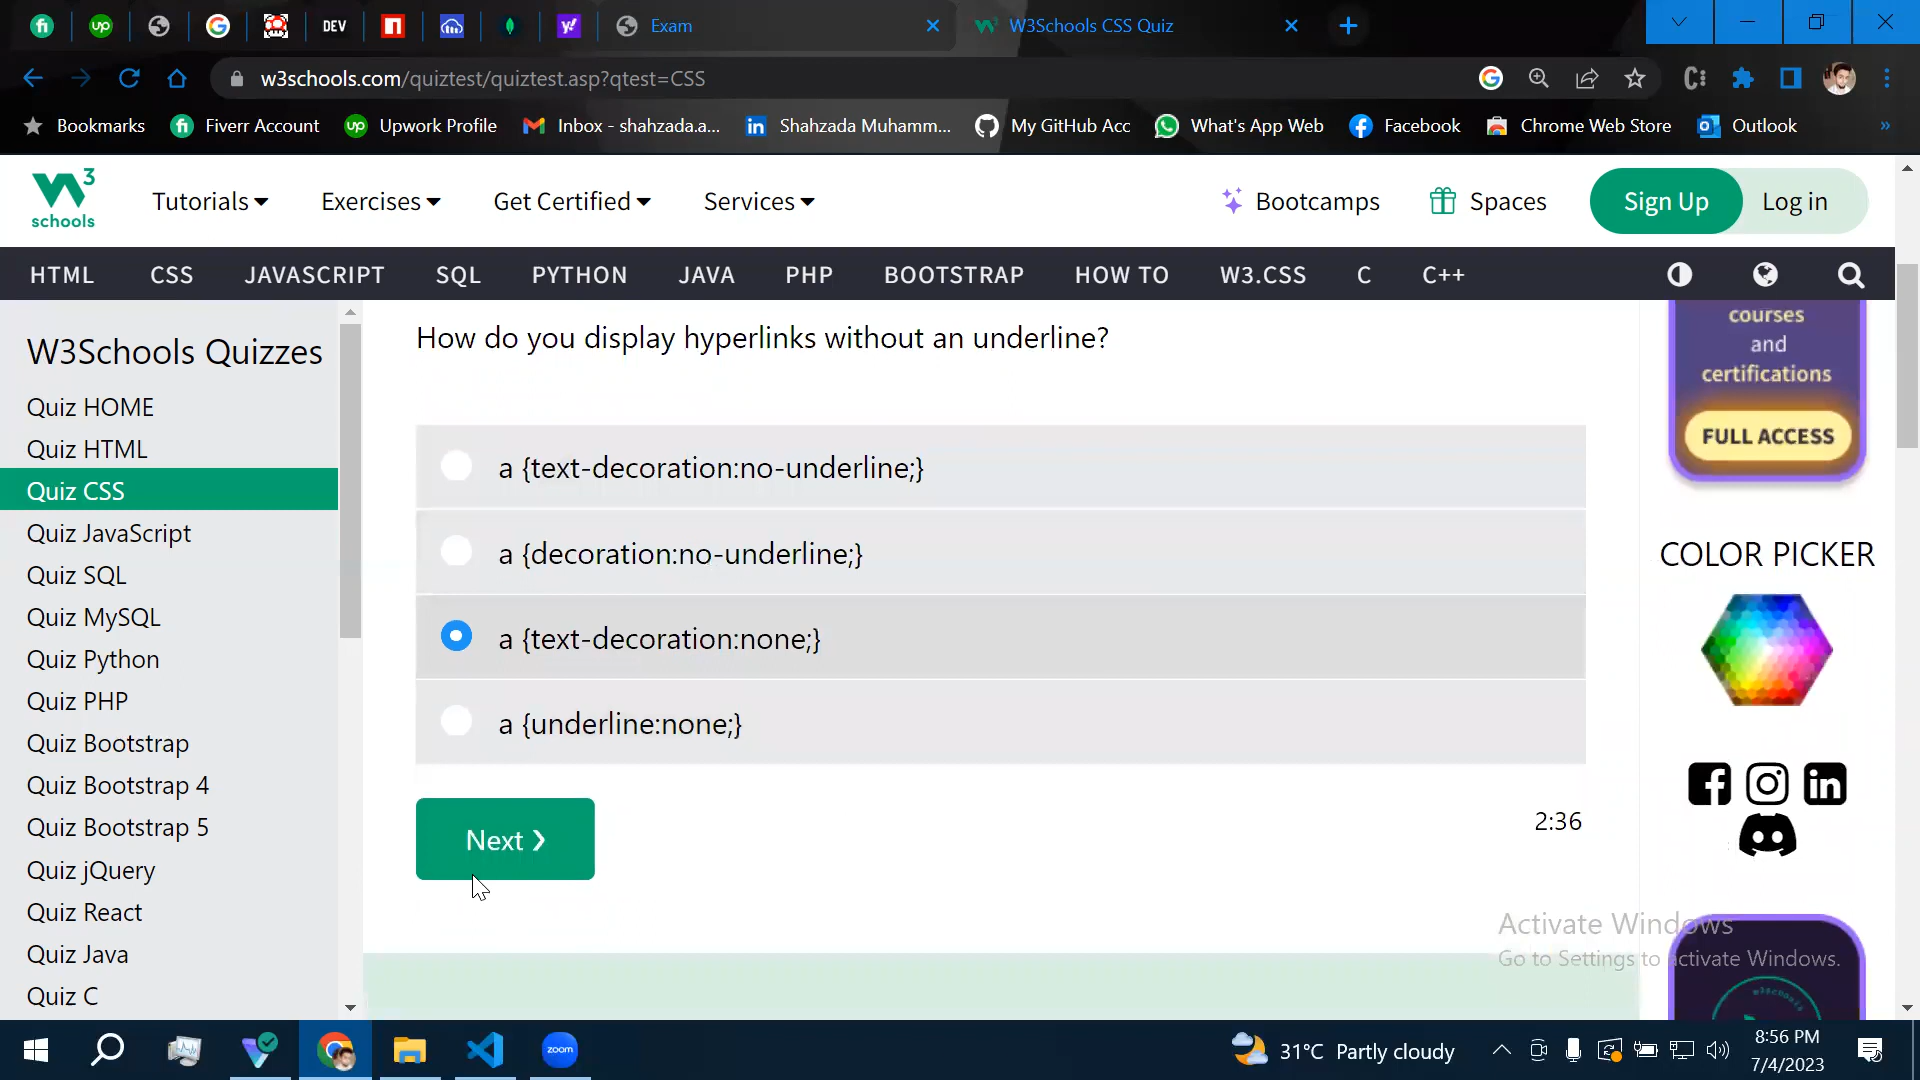 up
DEV
Exam
W3Schools CSS Quiz
w3schools.com/quiztest/quiztest.asp?qtest=CSS
Bookmarks
Fiverr Account
Upwork Profile
Inbox - shahzada.a...
Shahzada Muhamm...
My GitHub Acc
What's App Web
Facebook
Chrome Web Store
Outlook
W3 schools
Tutorials
Exercises
Get Certified
Services
Bootcamps
Spaces
Sign Up
Log in
HTML
CSS
JAVASCRIPT
SQL
PYTHON
JAVA
PHP
BOOTSTRAP
HOW TO
W3.CSS
C
C++
W3Schools Quizzes
Quiz HOME
Quiz HTML
Quiz CSS
Quiz JavaScript
Quiz SQL
Quiz MySQL
Quiz Python
Quiz PHP
Quiz Bootstrap
Quiz Bootstrap 4
Quiz Bootstrap 5
Quiz jQuery
Quiz React
Quiz Java
Quiz C
How do you display hyperlinks without an underline?
a {text-decoration:no-underline;}
a {decoration:no-underline;}
a {text-decoration:none;}
a {underline:none;}
Next ❯
2:36
courses
and
certifications
FULL ACCESS
COLOR PICKER
Activate Windows
Go to Settings to activate Windows.
zoom
31°C Partly cloudy
8:56 PM
7/4/2023